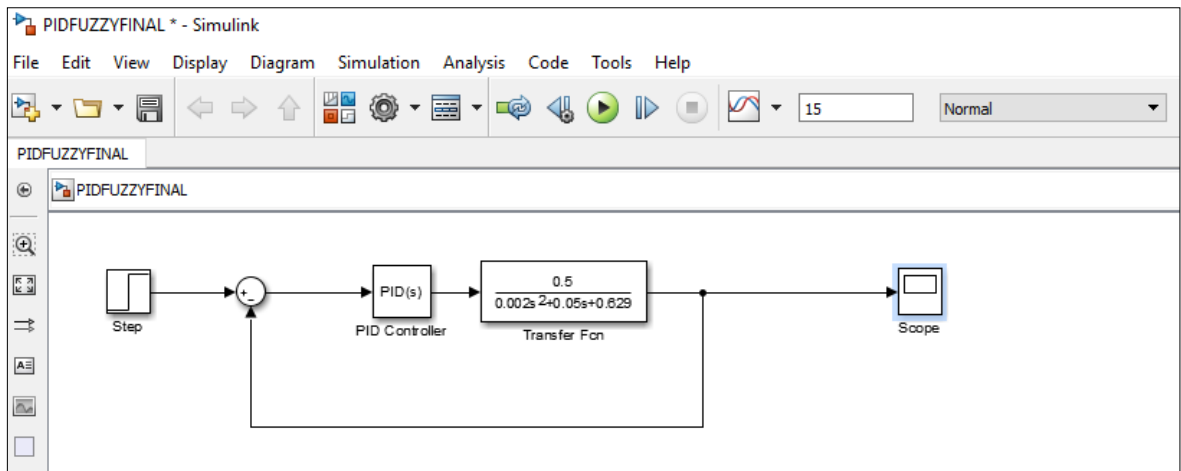 PIDFUZZYFINAL * - Simulink
File Edit View Display Diagram Simulation Analysis Code Tools Help
15 Normal
PIDFUZZYFINAL
PIDFUZZYFINAL
Step
+
-
PID(s)
PID Controller
0.5
0.002s2+0.05s+0.629
Transfer Fcn
Scope